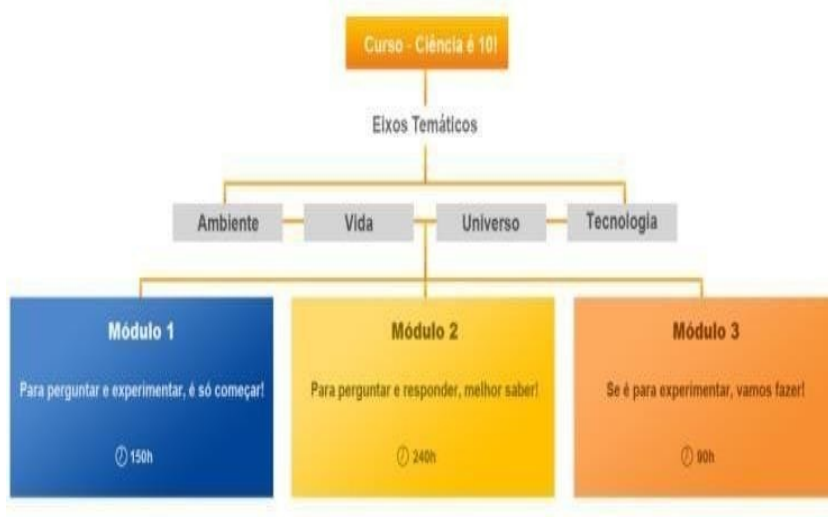 Curso - Ciência é 10!
Eixos Temáticos
Ambiente
Vida
Universo
Tecnologia
Módulo 1
Para perguntar e experimentar, é só começar!
150h
Módulo 2
Para perguntar e responder, melhor saber!
240h
Módulo 3
Se é para experimentar, vamos fazer!
90h